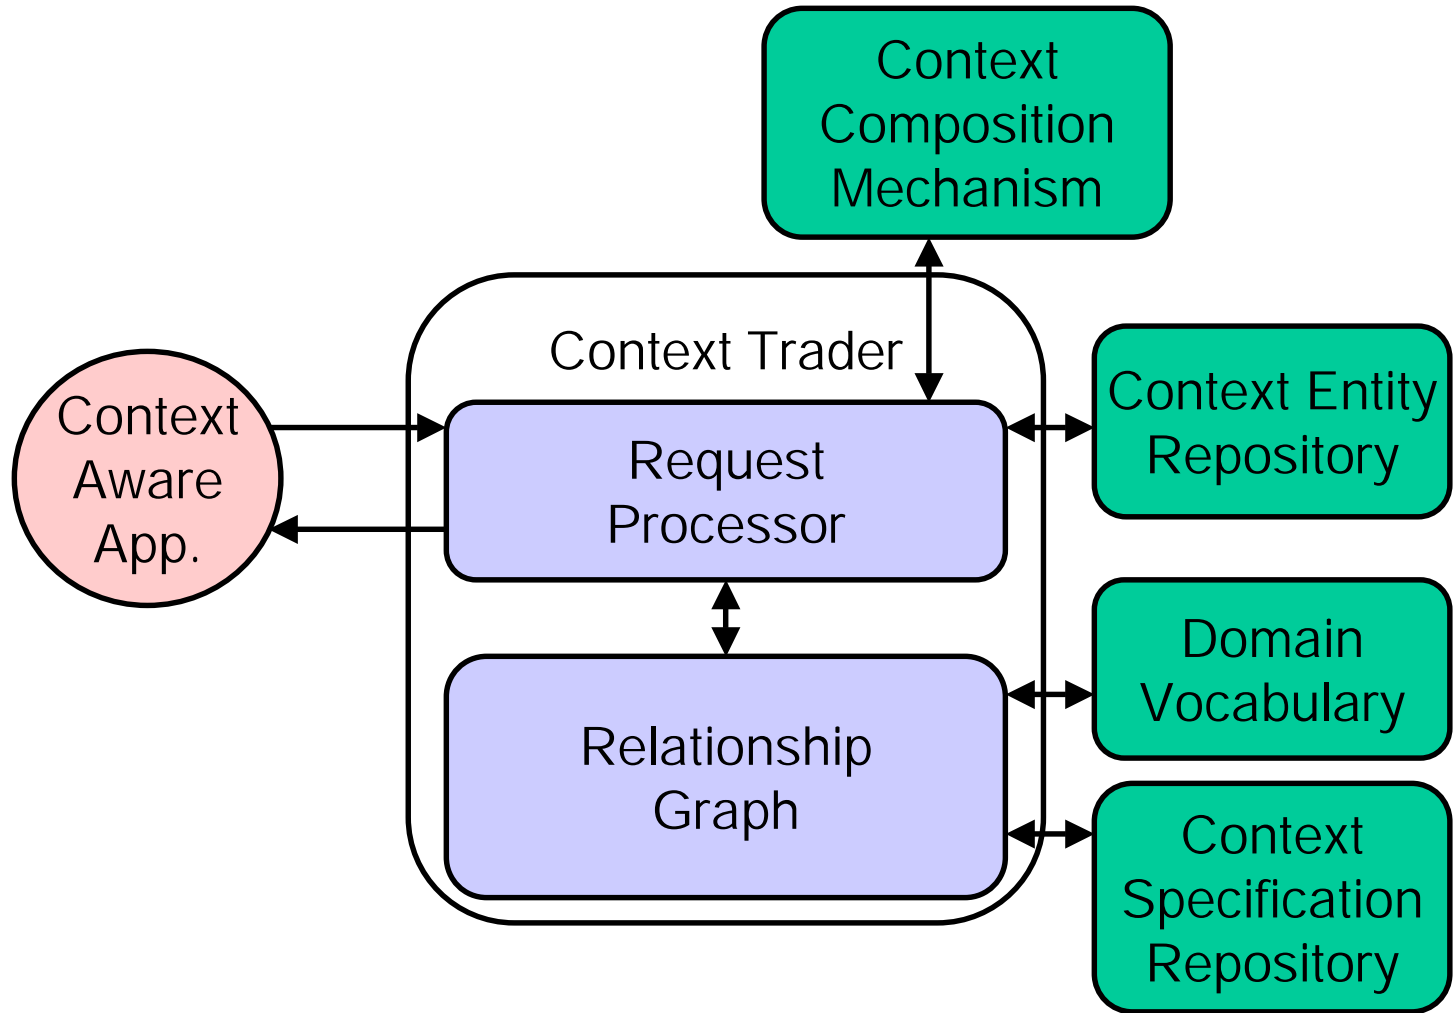 Context
Composition
Mechanism
Context Trader
Context
Aware
App.
Request
Processor
Context Entity
Repository
Relationship
Graph
Domain
Vocabulary
Context
Specification
Repository